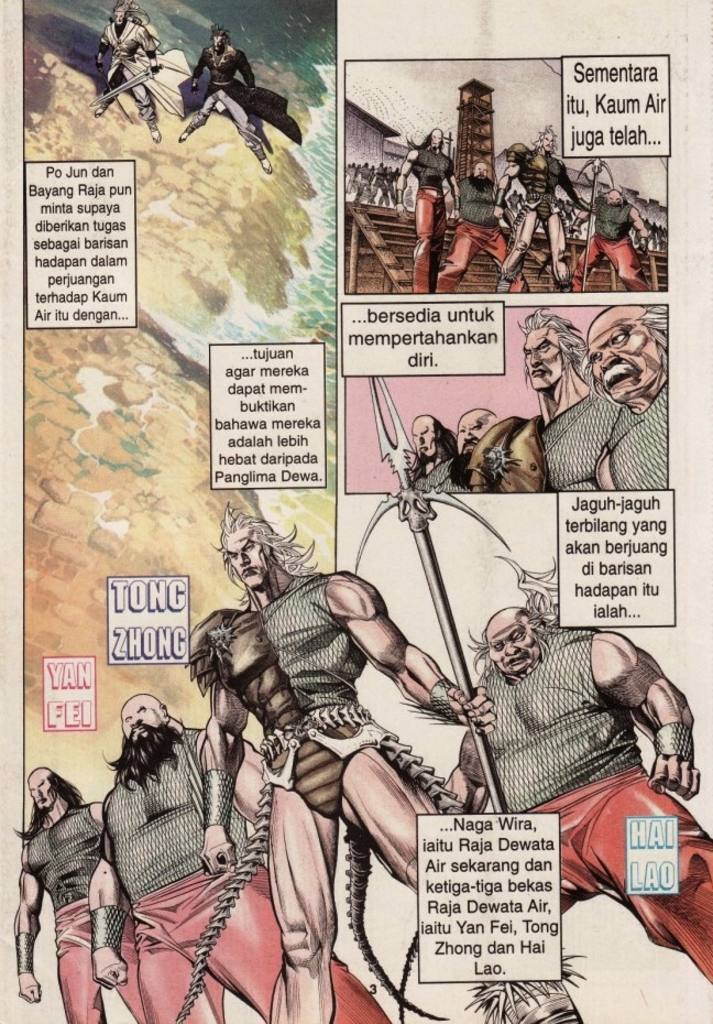 Po Jun dan
Bayang Raja pun
minta supaya
diberikan tugas
sebagai barisan
hadapan dalam
perjuangan
terhadap Kaum
Air itu dengan...
...tujuan
agar mereka
dapat mem-
buktikan
bahawa mereka
adalah lebih
hebat daripada
Panglima Dewa.
Sementara
itu, Kaum Air
juga telah...
...bersedia untuk
mempertahankan
diri.
Jaguh-jaguh
terbilang yang
akan berjuang
di barisan
hadapan itu
ialah...
TONG
ZHONG
YAN
FEI
HAI
LAO
...Naga Wira,
iaitu Raja Dewata
Air sekarang dan
ketiga-tiga bekas
Raja Dewata Air,
iaitu Yan Fei, Tong
Zhong dan Hai
Lao.
3